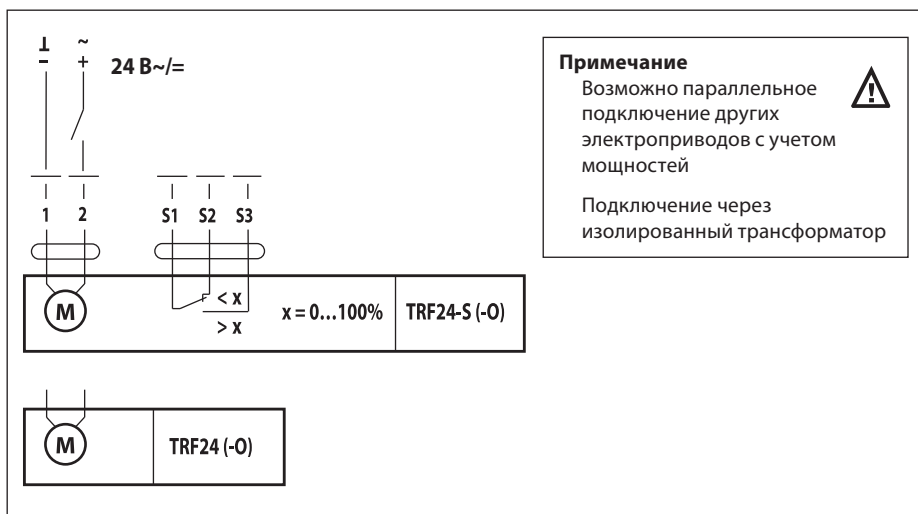 ⊥ ~
− + 24 В~/=
Примечание
Возможно параллельное
подключение других
электроприводов с учетом
мощностей
Подключение через
изолированный трансформатор
1 2 S1 S2 S3
M < x
> x
x = 0...100%
TRF24-S (-O)
M TRF24 (-O)